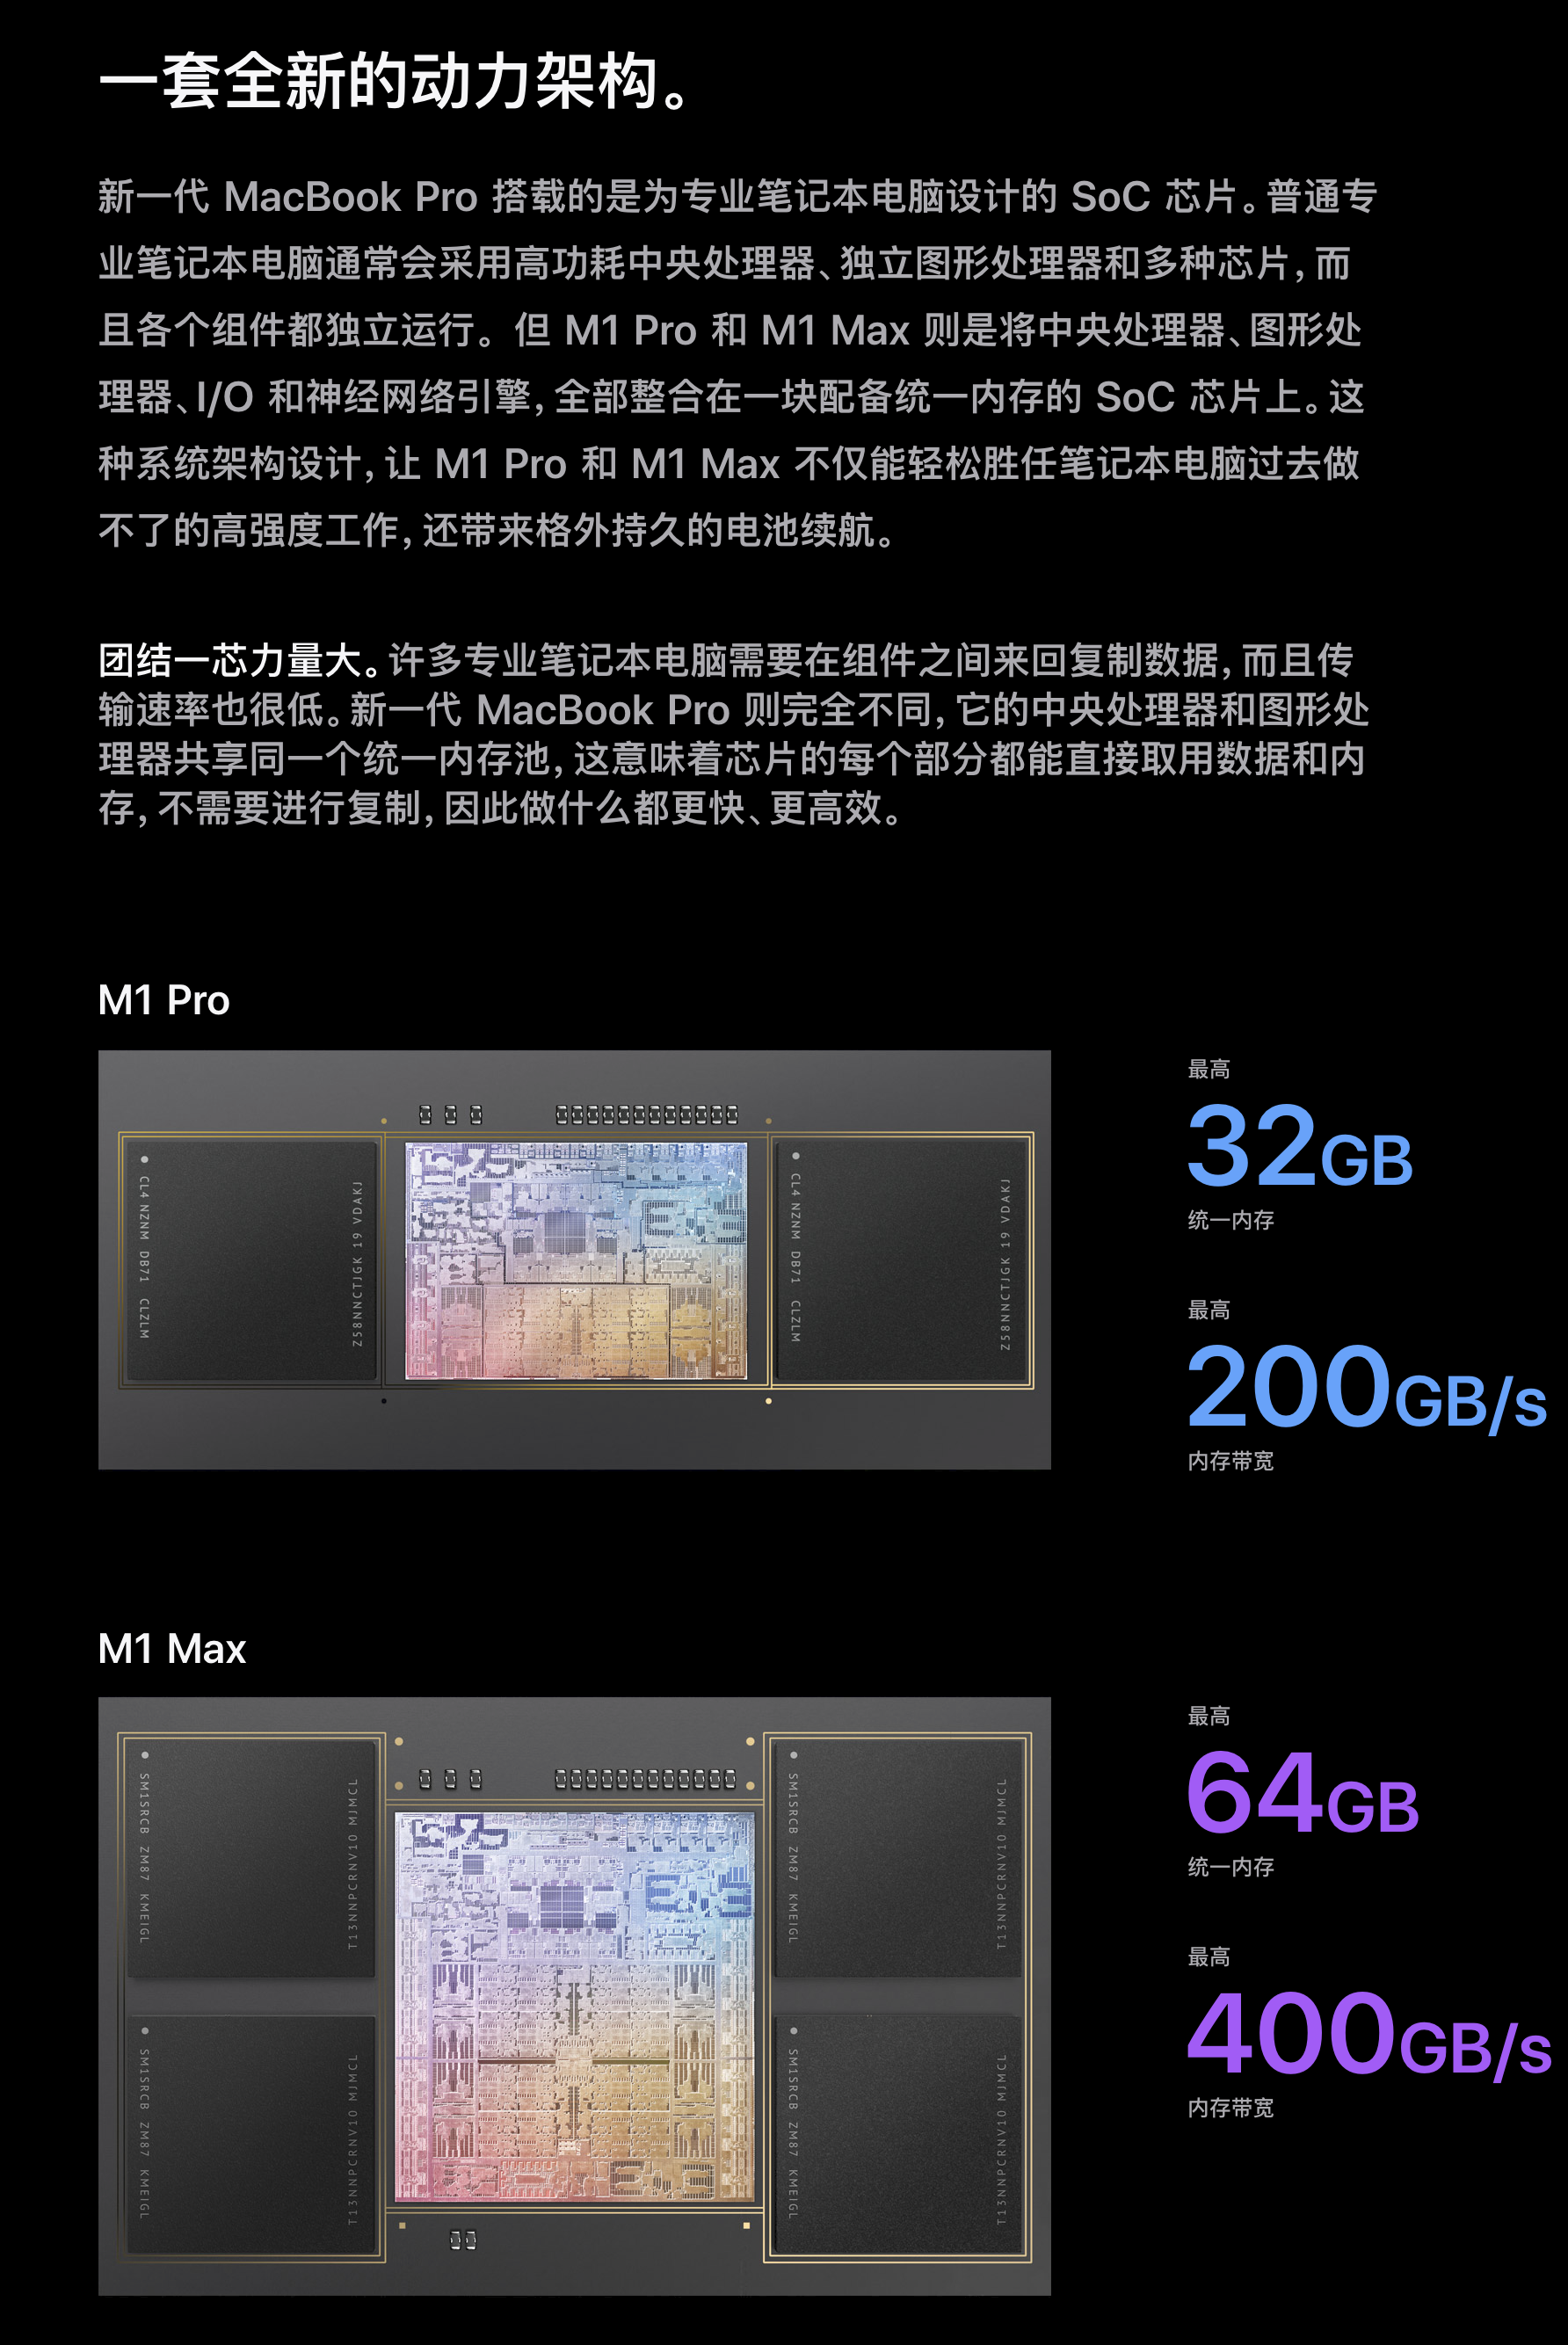 一套全新的动力架构。
新一代 MacBook Pro 搭载的是为专业笔记本电脑设计的 SoC 芯片。普通专
业笔记本电脑通常会采用高功耗中央处理器、独立图形处理器和多种芯片，而
且各个组件都独立运行。但 M1 Pro 和 M1 Max 则是将中央处理器、图形处
理器、I/O 和神经网络引擎，全部整合在一块配备统一内存的 SoC 芯片上。这
种系统架构设计，让 M1 Pro 和 M1 Max 不仅能轻松胜任笔记本电脑过去做
不了的高强度工作，还带来格外持久的电池续航。
团结一芯力量大。许多专业笔记本电脑需要在组件之间来回复制数据，而且传
输速率也很低。新一代 MacBook Pro 则完全不同，它的中央处理器和图形处
理器共享同一个统一内存池，这意味着芯片的每个部分都能直接取用数据和内
存，不需要进行复制，因此做什么都更快、更高效。
M1 Pro
CL4 NZNM DB71 CLZLM
Z58NNCTJGK 19 VDAKJ
CL4 NZNM DB71 CLZLM
Z58NNCTJGK 19 VDAKJ
最高
32GB
统一内存
最高
200GB/s
内存带宽
M1 Max
SM1SRCB ZM87 KMEIGL
T13NNPCRNV10 MJMCL
SM1SRCB ZM87 KMEIGL
T13NNPCRNV10 MJMCL
SM1SRCB ZM87 KMEIGL
T13NNPCRNV10 MJMCL
SM1SRCB ZM87 KMEIGL
T13NNPCRNV10 MJMCL
最高
64GB
统一内存
最高
400GB/s
内存带宽